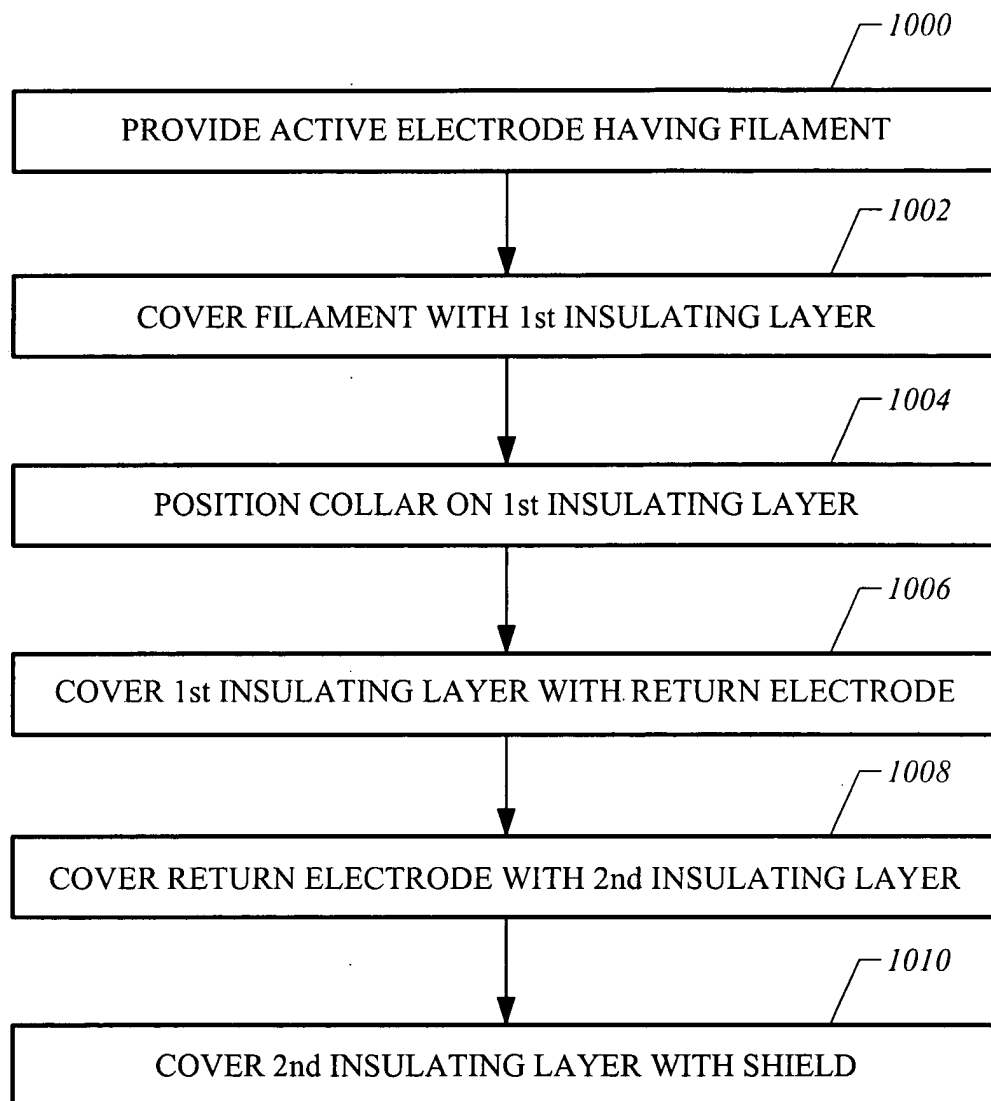 1000
PROVIDE ACTIVE ELECTRODE HAVING FILAMENT
1002
COVER FILAMENT WITH 1st INSULATING LAYER
1004
POSITION COLLAR ON 1st INSULATING LAYER
1006
COVER 1st INSULATING LAYER WITH RETURN ELECTRODE
1008
COVER RETURN ELECTRODE WITH 2nd INSULATING LAYER
1010
COVER 2nd INSULATING LAYER WITH SHIELD